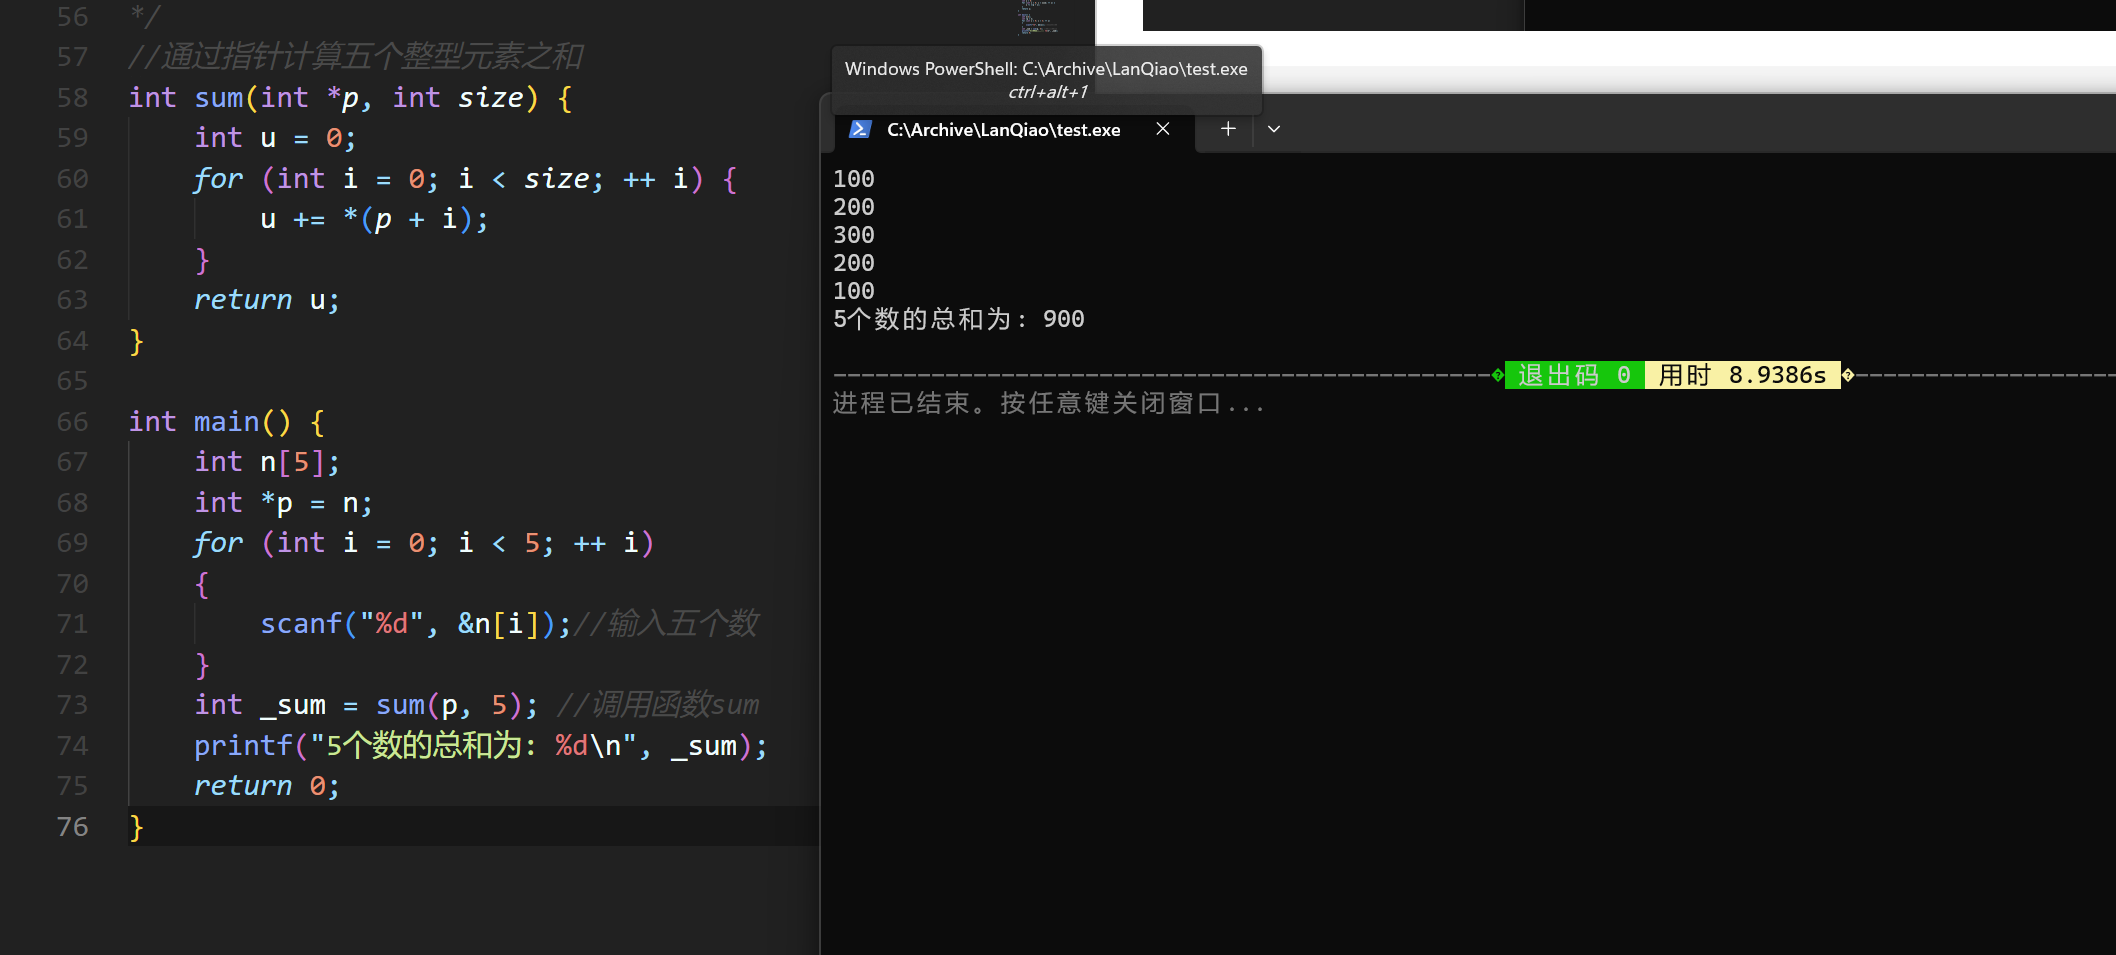 56 */
57 //通过指针计算五个整型元素之和
58 int sum(int *p, int size) {
59     int u = 0;
60     for (int i = 0; i < size; ++ i) {
61         u += *(p + i);
62     }
63     return u;
64 }
65
66 int main() {
67     int n[5];
68     int *p = n;
69     for (int i = 0; i < 5; ++ i)
70     {
71         scanf("%d", &n[i]);//输入五个数
72     }
73     int _sum = sum(p, 5); //调用函数sum
74     printf("5个数的总和为: %d\n", _sum);
75     return 0;
76 }
Windows PowerShell: C:\Archive\LanQiao\test.exe
ctrl+alt+1
C:\Archive\LanQiao\test.exe
100
200
300
200
100
5个数的总和为: 900
退出码 0 用时 8.9386s
进程已结束。按任意键关闭窗口...